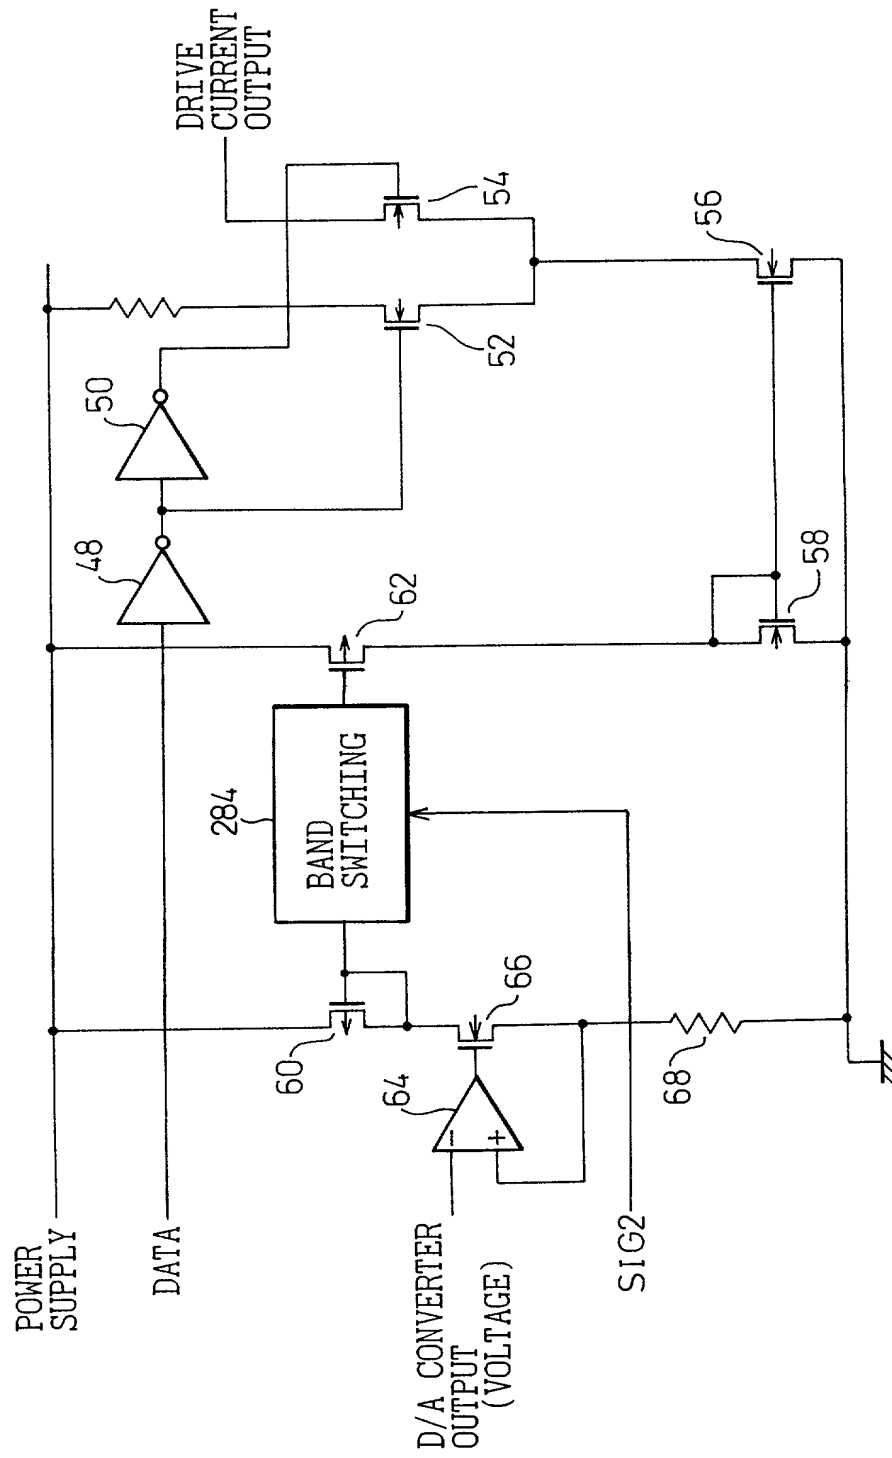 POWER
SUPPLY
DATA
D/A CONVERTER
OUTPUT
(VOLTAGE)
SIG2
60
64
−
+
66
68
284
BAND
SWITCHING
62
58
48
50
52
54
56
DRIVE
CURRENT
OUTPUT